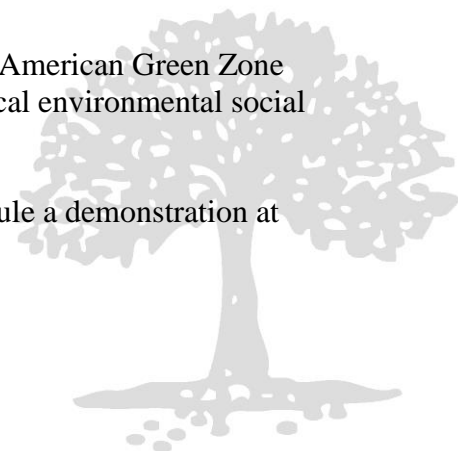 American Green Zone
cal environmental social
ule a demonstration at